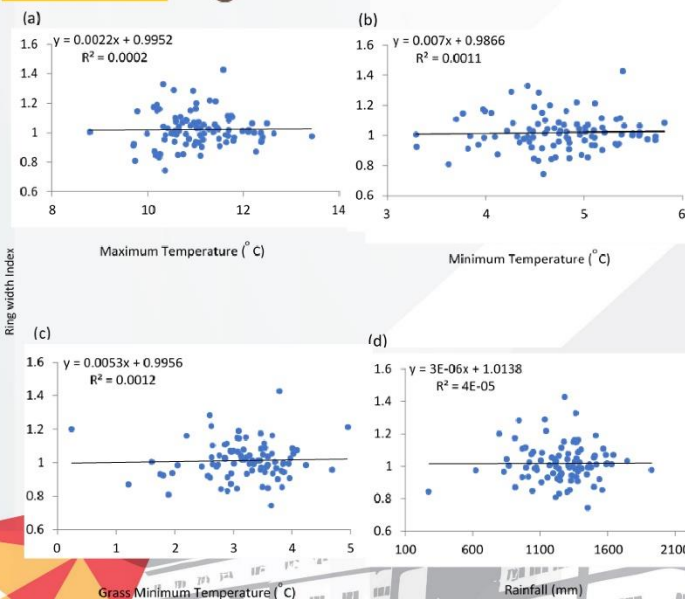 (a)
y = 0.0022x + 0.9952
R² = 0.0002
1.6
1.4
1.2
1
0.8
0.6
8 10 12 14
Maximum Temperature (°C)
(b)
y = 0.007x + 0.9866
R² = 0.0011
1.6
1.4
1.2
1
0.8
0.6
3 4 5 6
Minimum Temperature (°C)
Ring width Index
(c)
y = 0.0053x + 0.9956
R² = 0.0012
1.6
1.4
1.2
1
0.8
0.6
0 1 2 3 4 5
Grass Minimum Temperature (°C)
(d)
y = 3E-06x + 1.0138
R² = 4E-05
1.6
1.4
1.2
1
0.8
0.6
100 600 1100 1600 2100
Rainfall (mm)